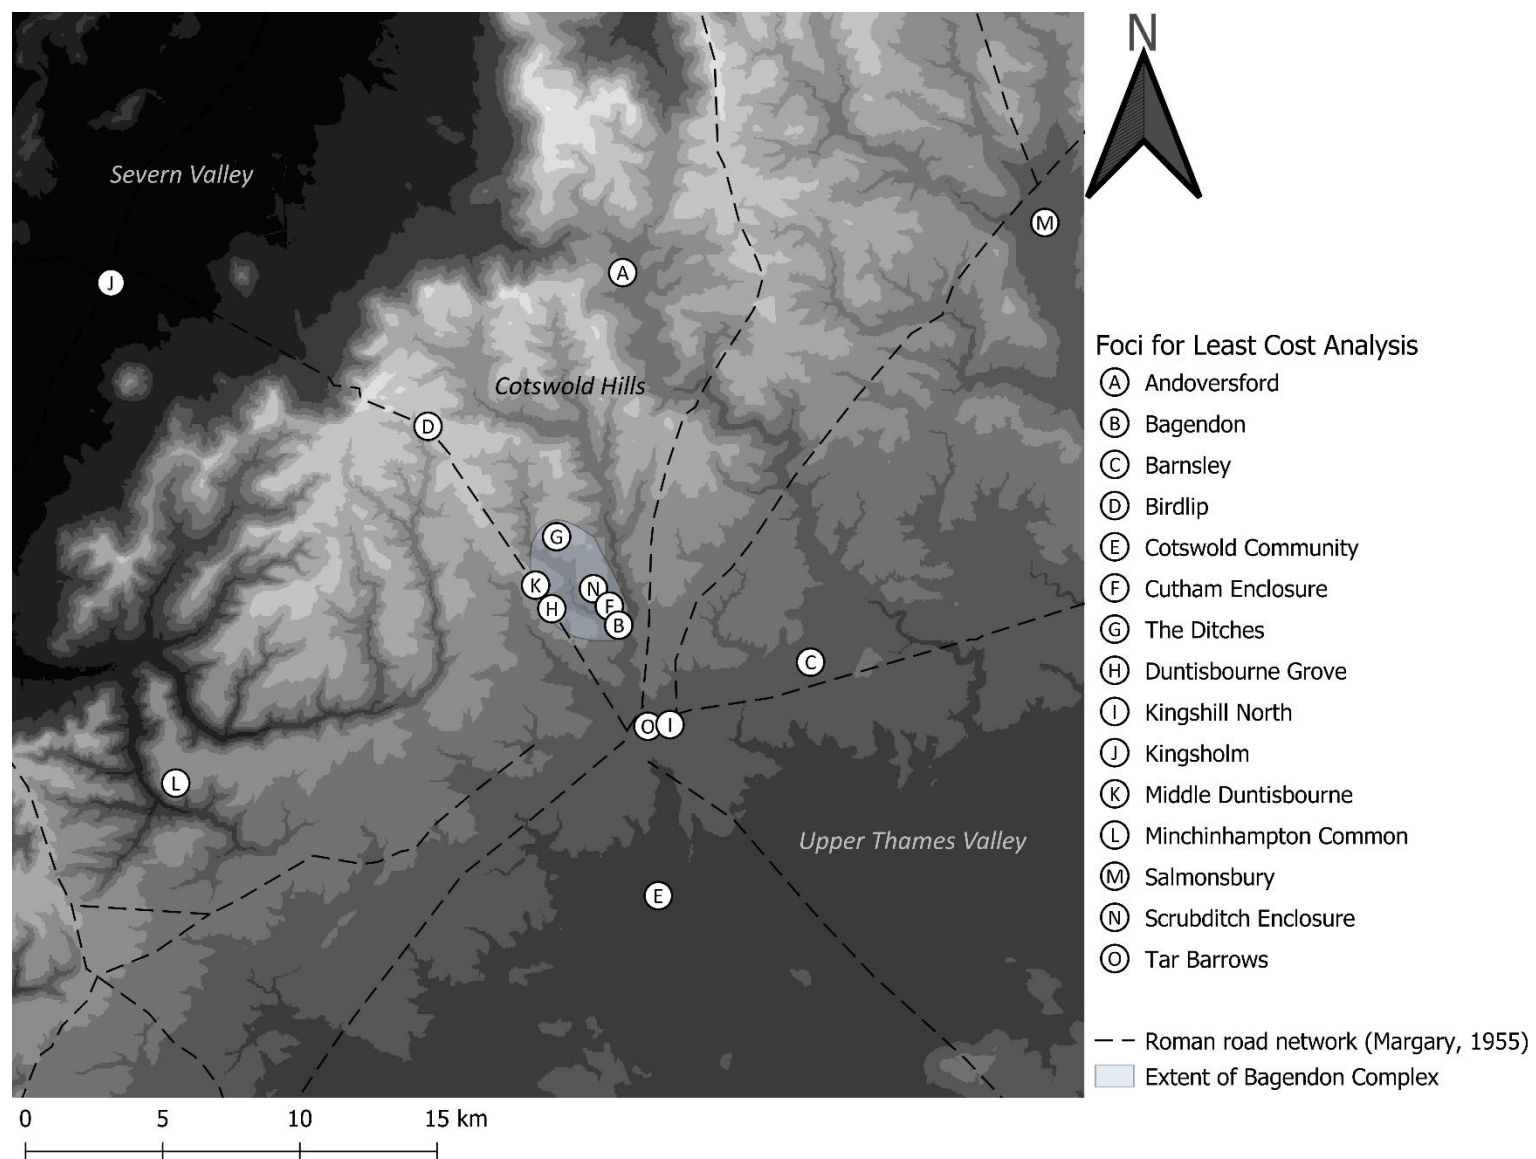 N
Severn Valley
M
A
J
Foci for Least Cost Analysis
A Andoversford
Cotswold Hills
B Bagendon
D
C Barnsley
D Birdlip
G
E Cotswold Community
K
N
F Cutham Enclosure
H
F
B
G The Ditches
C
H Duntisbourne Grove
O
I
I Kingshill North
J Kingsholm
L
K Middle Duntisbourne
Upper Thames Valley
L Minchinhampton Common
E
M Salmonsbury
N Scrubditch Enclosure
O Tar Barrows
Roman road network (Margary, 1955)
Extent of Bagendon Complex
0 5 10 15 km